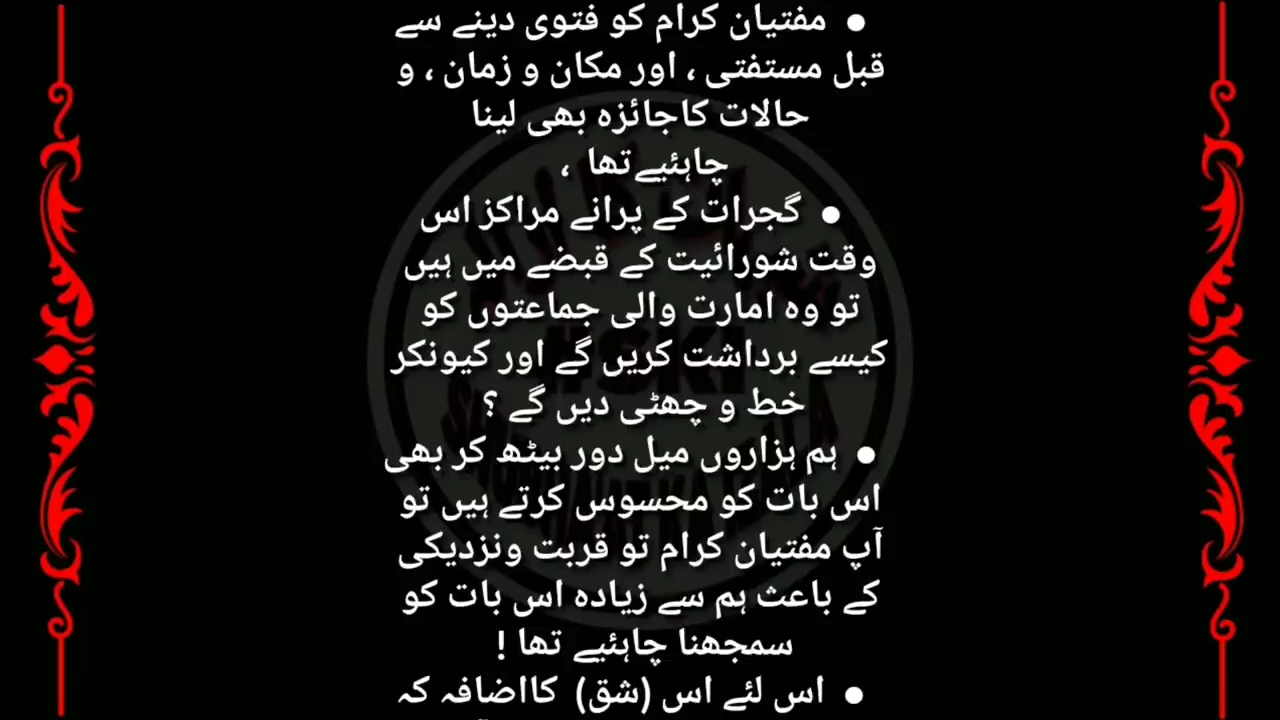 ● مفتیان کرام کو فتوی دینے سے
قبل مستفتی ، اور مکان و زمان ، و
حالات کاجائزہ بھی لینا
چاہئیےتھا ،
● گجرات کے پرانے مراکز اس
وقت شورائیت کے قبضے میں ہیں
تو وہ امارت والی جماعتوں کو
کیسے برداشت کریں گے اور کیونکر
خط و چھٹی دیں گے ؟
● ہم ہزاروں میل دور بیٹھ کر بھی
اس بات کو محسوس کرتے ہیں تو
آپ مفتیان کرام تو قربت ونزدیکی
کے باعث ہم سے زیادہ اس بات کو
سمجھنا چاہئیے تھا !
● اس لئے اس (شق) کااضافہ کہ